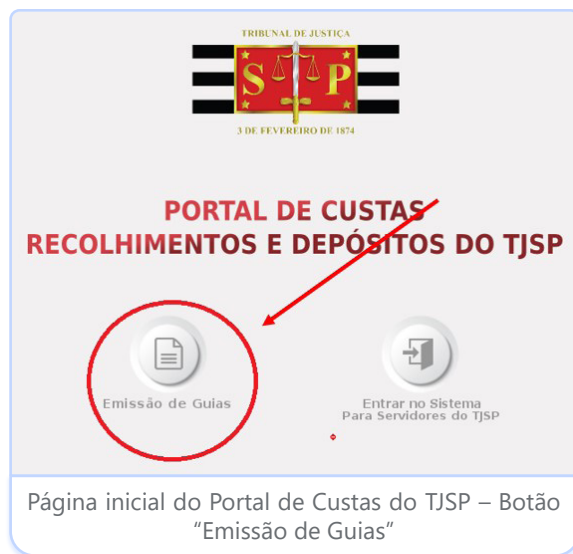 TRIBUNAL DE JUSTIÇA
S P
3 DE FEVEREIRO DE 1874
PORTAL DE CUSTAS
RECOLHIMENTOS E DEPÓSITOS DO TJSP
Emissão de Guias
Entrar no Sistema
Para Servidores do TJSP
Página inicial do Portal de Custas do TJSP – Botão
“Emissão de Guias”